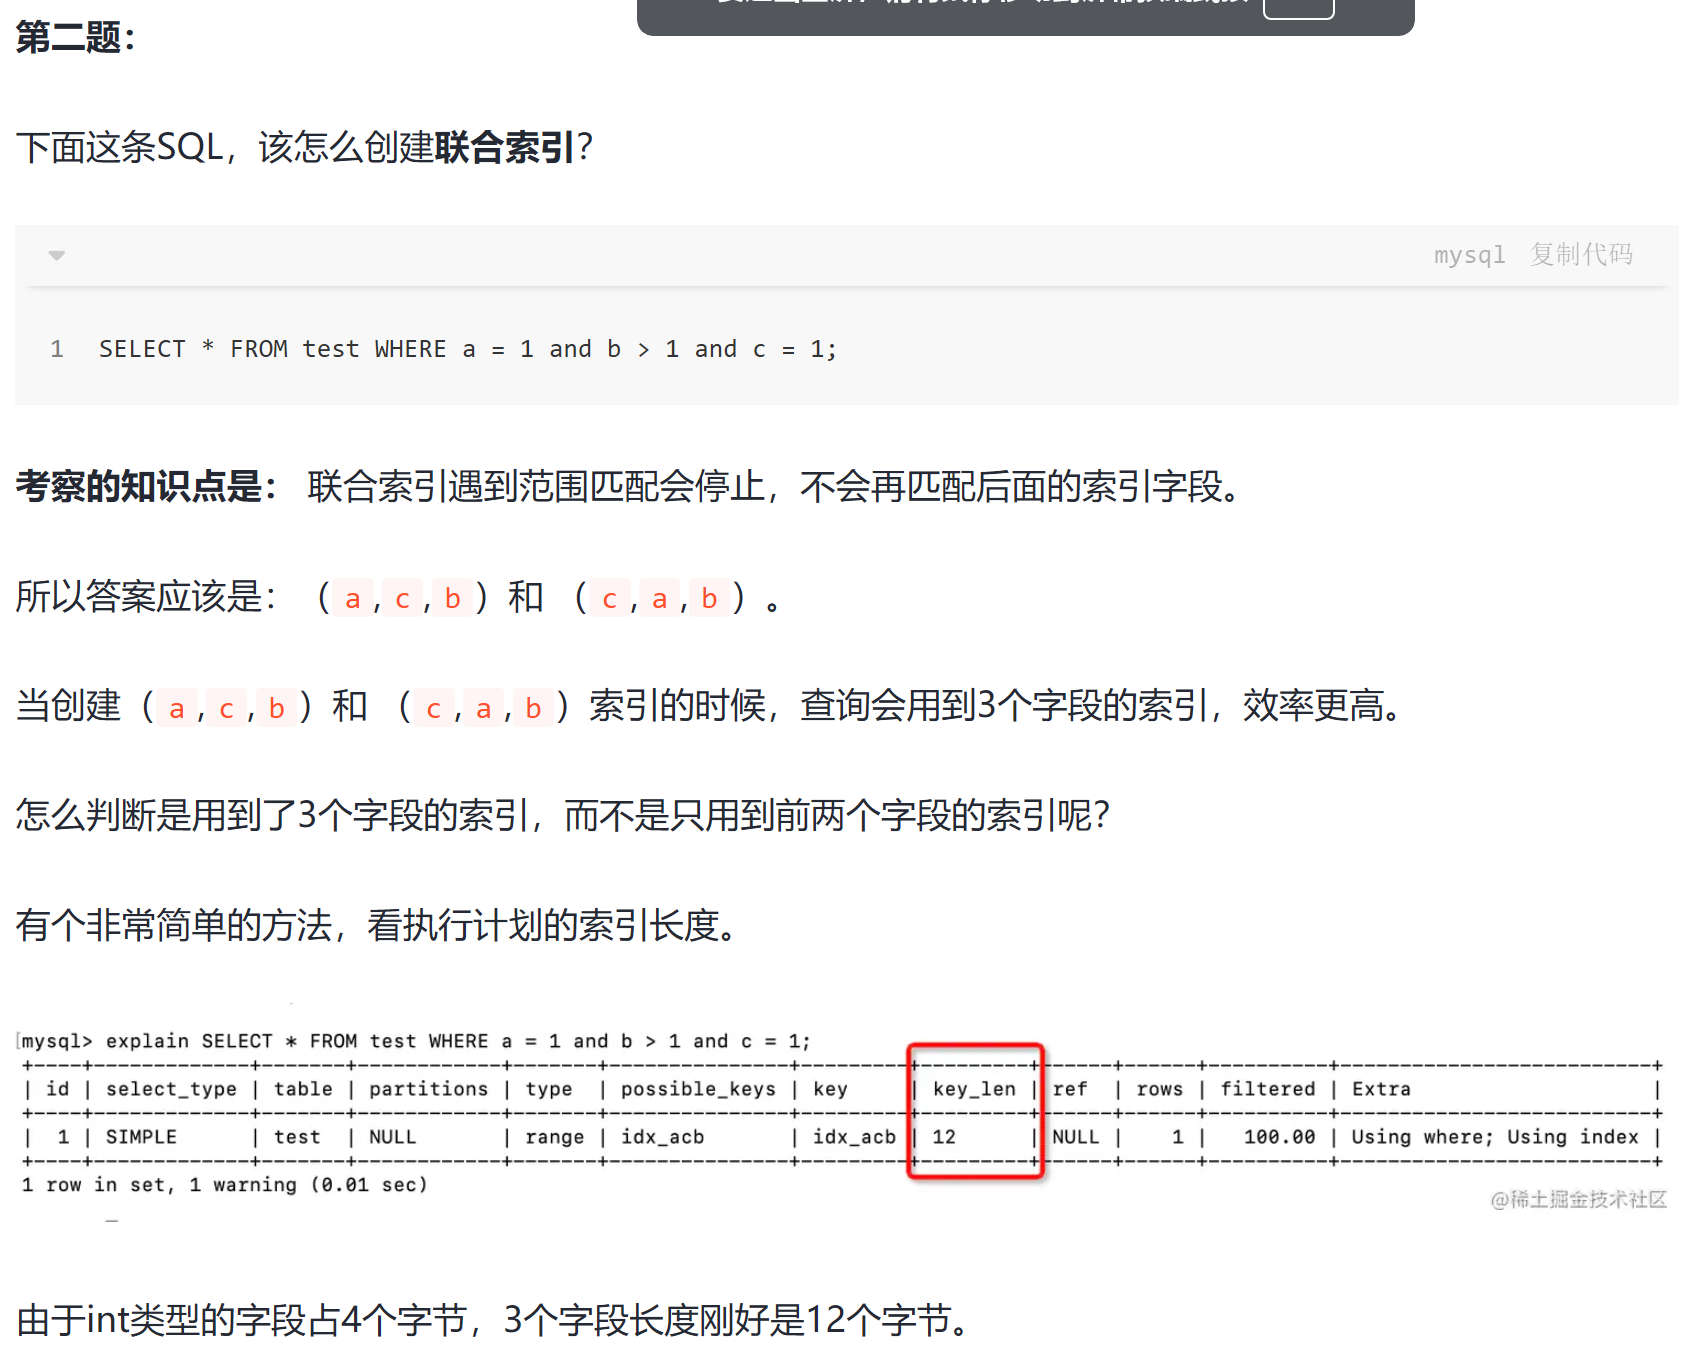 第二题：
下面这条SQL，该怎么创建联合索引？
mysql 复制代码
1 SELECT * FROM test WHERE a = 1 and b > 1 and c = 1;
考察的知识点是： 联合索引遇到范围匹配会停止，不会再匹配后面的索引字段。
所以答案应该是：（a,c,b）和 （c,a,b）。
当创建（a,c,b）和 （c,a,b）索引的时候，查询会用到3个字段的索引，效率更高。
怎么判断是用到了3个字段的索引，而不是只用到前两个字段的索引呢？
有个非常简单的方法，看执行计划的索引长度。
[mysql> explain SELECT * FROM test WHERE a = 1 and b > 1 and c = 1;
+----+-------------+-------+------------+-------+---------------+---------+---------+------+------+----------+--------------------------+
| id | select_type | table | partitions | type  | possible_keys | key     | key_len | ref  | rows | filtered | Extra                    |
+----+-------------+-------+------------+-------+---------------+---------+---------+------+------+----------+--------------------------+
|  1 | SIMPLE      | test  | NULL       | range | idx_acb       | idx_acb | 12      | NULL |    1 |   100.00 | Using where; Using index |
+----+-------------+-------+------------+-------+---------------+---------+---------+------+------+----------+--------------------------+
1 row in set, 1 warning (0.01 sec)
@稀土掘金技术社区
由于int类型的字段占4个字节，3个字段长度刚好是12个字节。